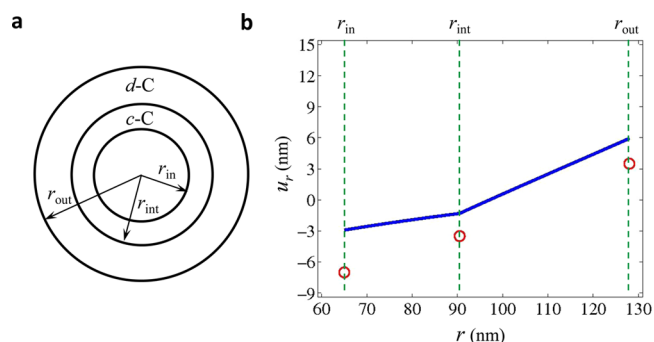 a
d-C
c-C
r_in
r_int
r_out
b
r_in r_int r_out
15
12
9
6
3
0
−3
−6
−9
u_r (nm)
60 70 80 90 100 110 120 130
r (nm)